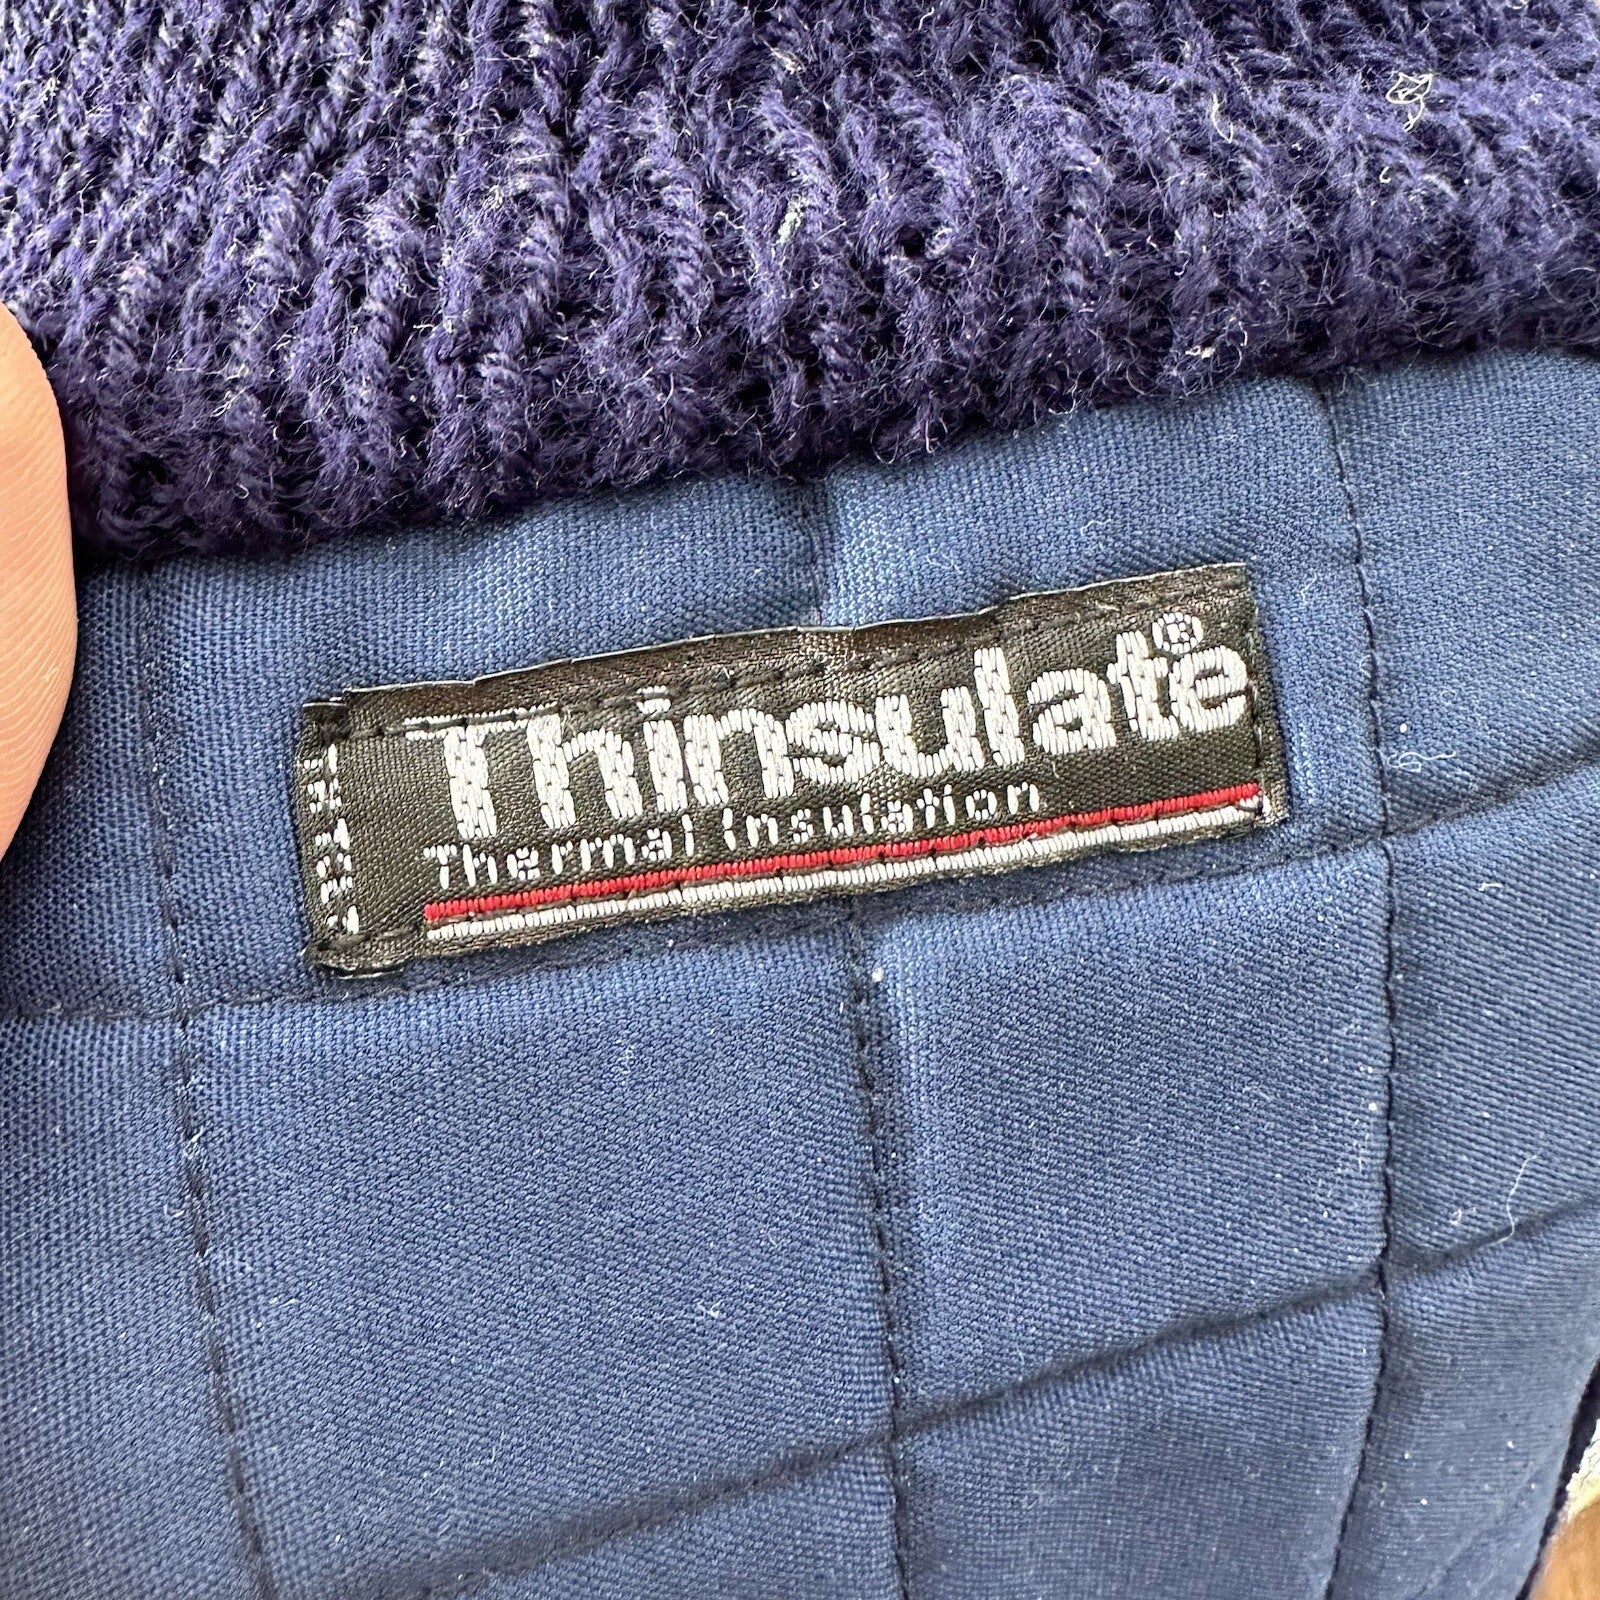 Thinsulate®
Thermal Insulation